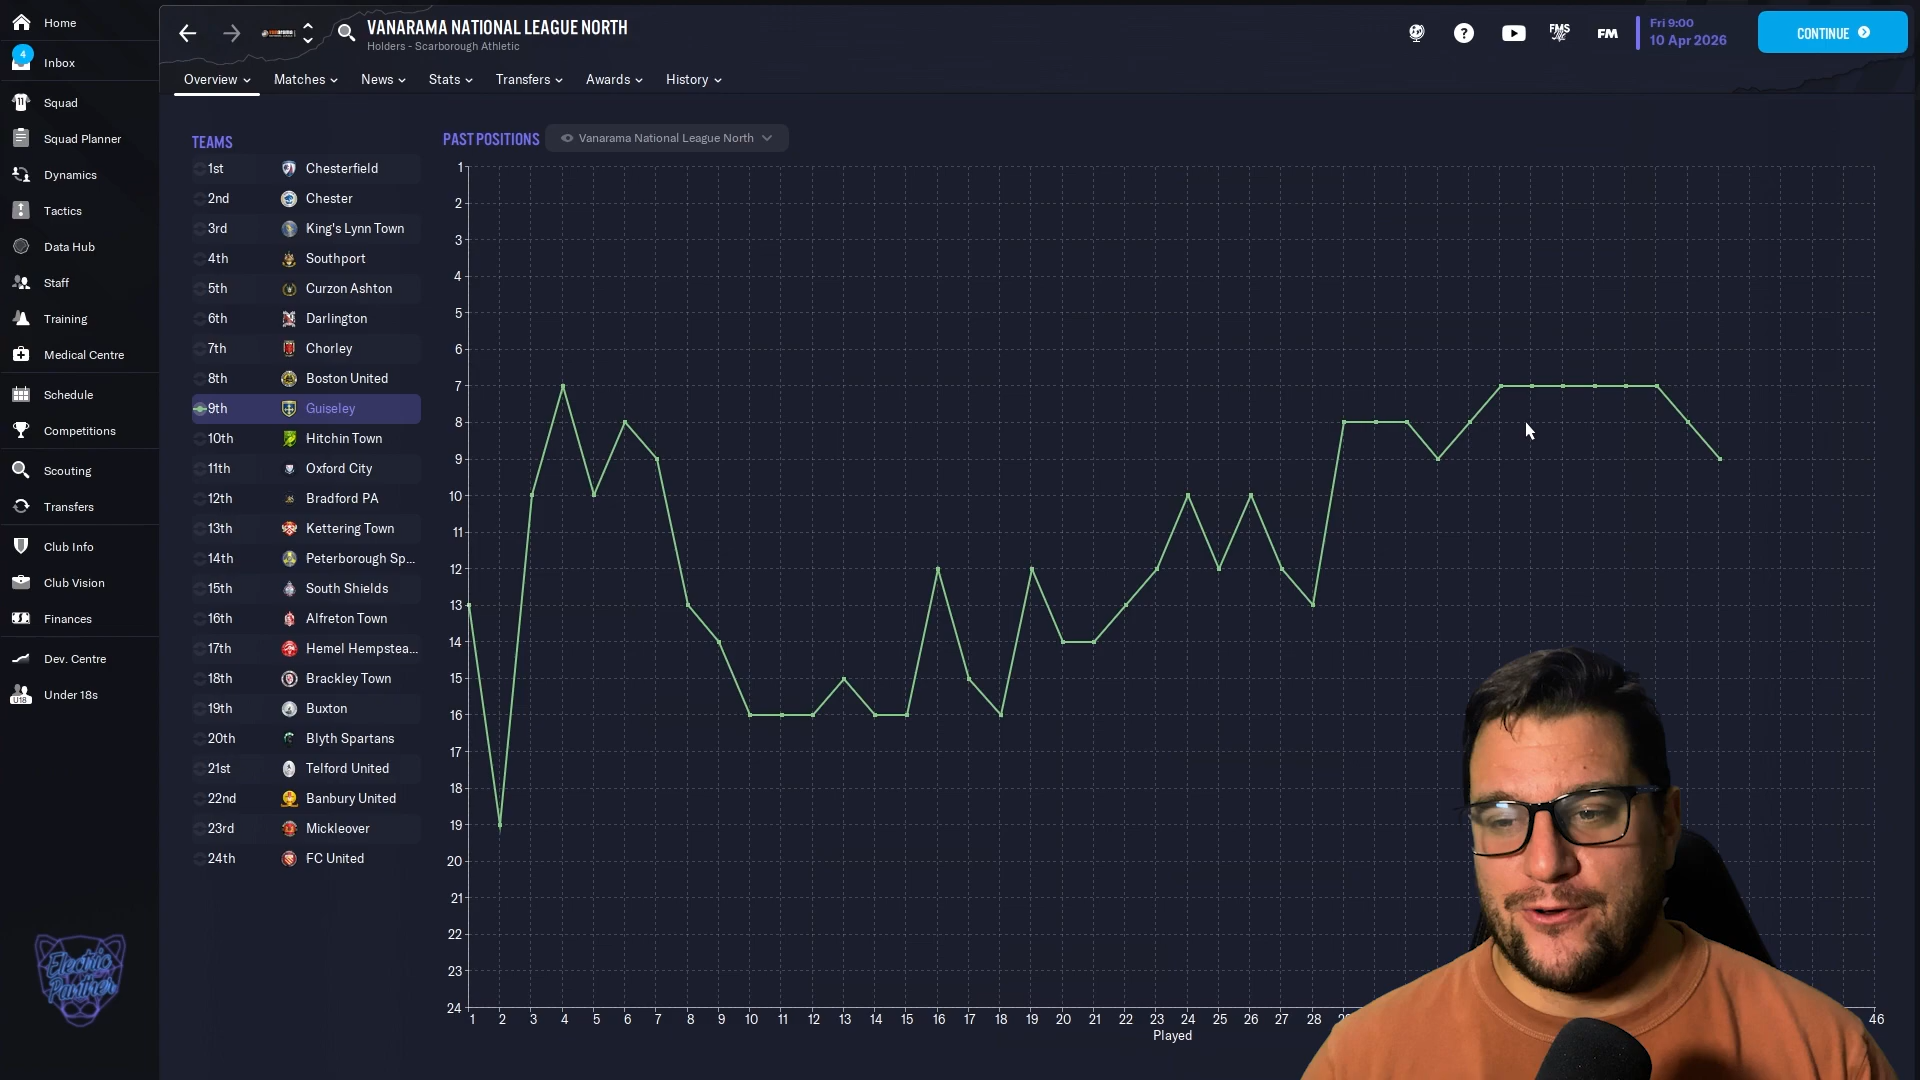 Home
4
Inbox
Squad
Squad Planner
Dynamics
Tactics
Data Hub
Staff
Training
Medical Centre
Schedule
Competitions
Scouting
Transfers
Club Info
Club Vision
Finances
Dev. Centre
U18
Under 18s
Electric
Panther
VANARAMA NATIONAL LEAGUE NORTH
Holders - Scarborough Athletic
FMS
FM
Fri 9:00
10 Apr 2026
CONTINUE
Overview
Matches
News
Stats
Transfers
Awards
History
TEAMS
1st Chesterfield
2nd Chester
3rd King's Lynn Town
4th Southport
5th Curzon Ashton
6th Darlington
7th Chorley
8th Boston United
9th Guiseley
10th Hitchin Town
11th Oxford City
12th Bradford PA
13th Kettering Town
14th Peterborough Sp...
15th South Shields
16th Alfreton Town
17th Hemel Hempstea...
18th Brackley Town
19th Buxton
20th Blyth Spartans
21st Telford United
22nd Banbury United
23rd Mickleover
24th FC United
PAST POSITIONS
Vanarama National League North
1
2
3
4
5
6
7
8
9
10
11
12
13
14
15
16
17
18
19
20
21
22
23
24
1 2 3 4 5 6 7 8 9 10 11 12 13 14 15 16 17 18 19 20 21 22 23 24 25 26 27 28 46
Played